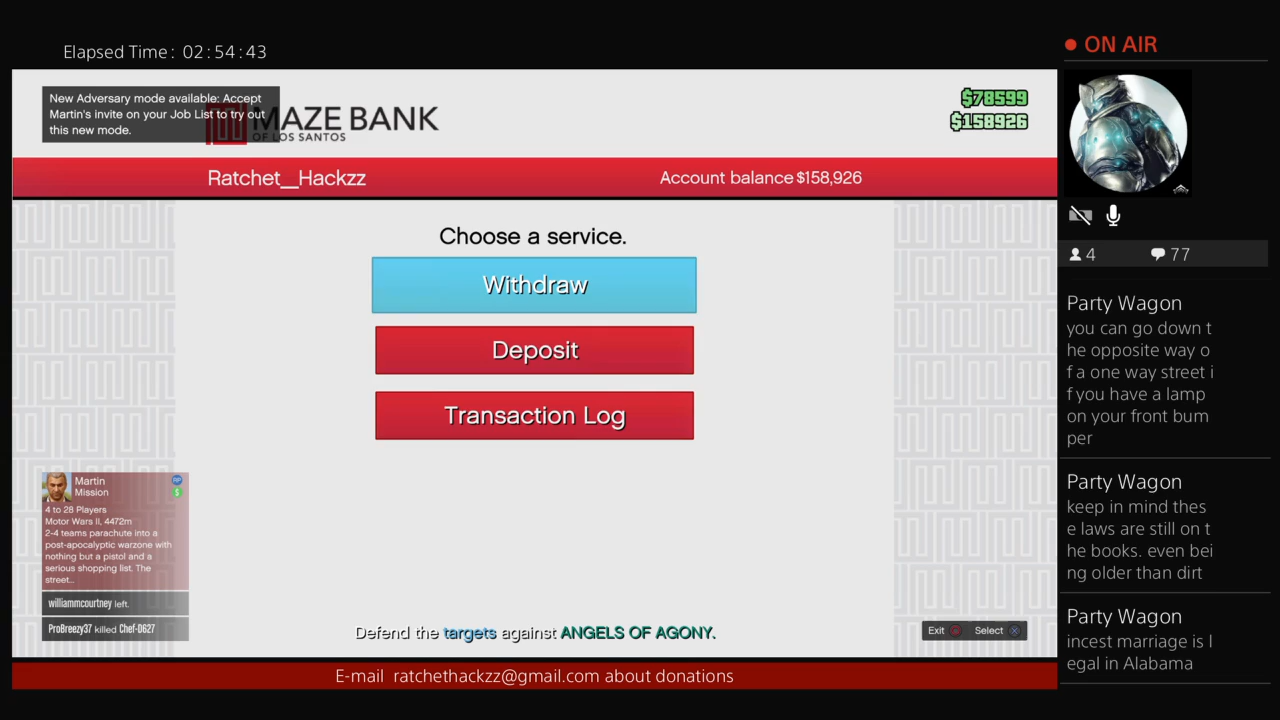 Elapsed Time: 02:54:43
ON AIR
New Adversary mode available: Accept
Martin's invite on your Job List to try out
this new mode.
MAZE BANK
OF LOS SANTOS
$78599
$158926
Ratchet_Hackzz
Account balance $158,926
Choose a service.
Withdraw
Deposit
Transaction Log
Martin
Mission
RP
$
4 to 28 Players
Motor Wars II, 4472m
2-4 teams parachute into a
post-apocalyptic warzone with
nothing but a pistol and a
serious shopping list. The
street...
williammcourtney left.
ProBreezy37 killed Chef-D627
Defend the targets against ANGELS OF AGONY.
Exit
Select
E-mail ratchethackzz@gmail.com about donations
4
77
Party Wagon
you can go down t
he opposite way o
f a one way street i
f you have a lamp
on your front bum
per
Party Wagon
keep in mind thes
e laws are still on t
he books. even bei
ng older than dirt
Party Wagon
incest marriage is l
egal in Alabama